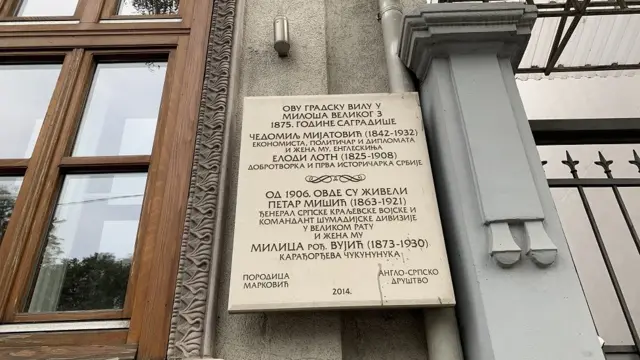 ОВУ ГРАДСКУ ВИЛУ У
МИЛОША ВЕЛИКОГ 3
1875. ГОДИНЕ САГРАДИШЕ
ЧЕДОМИЉ МИЈАТОВИЋ (1842-1932)
ЕКОНОМИСТА, ПОЛИТИЧАР И ДИПЛОМАТА
И ЖЕНА МУ, ЕНГЛЕСКИЊА
ЕЛОДИ ЛОТН (1825-1908)
ДОБРОТВОРКА И ПРВА ИСТОРИЧАРКА СРБИЈЕ
ОД 1906. ОВДЕ СУ ЖИВЕЛИ
ПЕТАР МИШИЋ (1863-1921)
ЂЕНЕРАЛ СРПСКЕ КРАЉЕВСКЕ ВОЈСКЕ И
КОМАНДАНТ ШУМАДИЈСКЕ ДИВИЗИЈЕ
У ВЕЛИКОМ РАТУ
И ЖЕНА МУ
МИЛИЦА РОЂ. ВУЈИЋ (1873-1930)
КАРАЂОРЂЕВА ЧУКУНУНУКА
ПОРОДИЦА
МАРКОВИЋ
2014.
АНГЛО-СРПСКО
ДРУШТВО